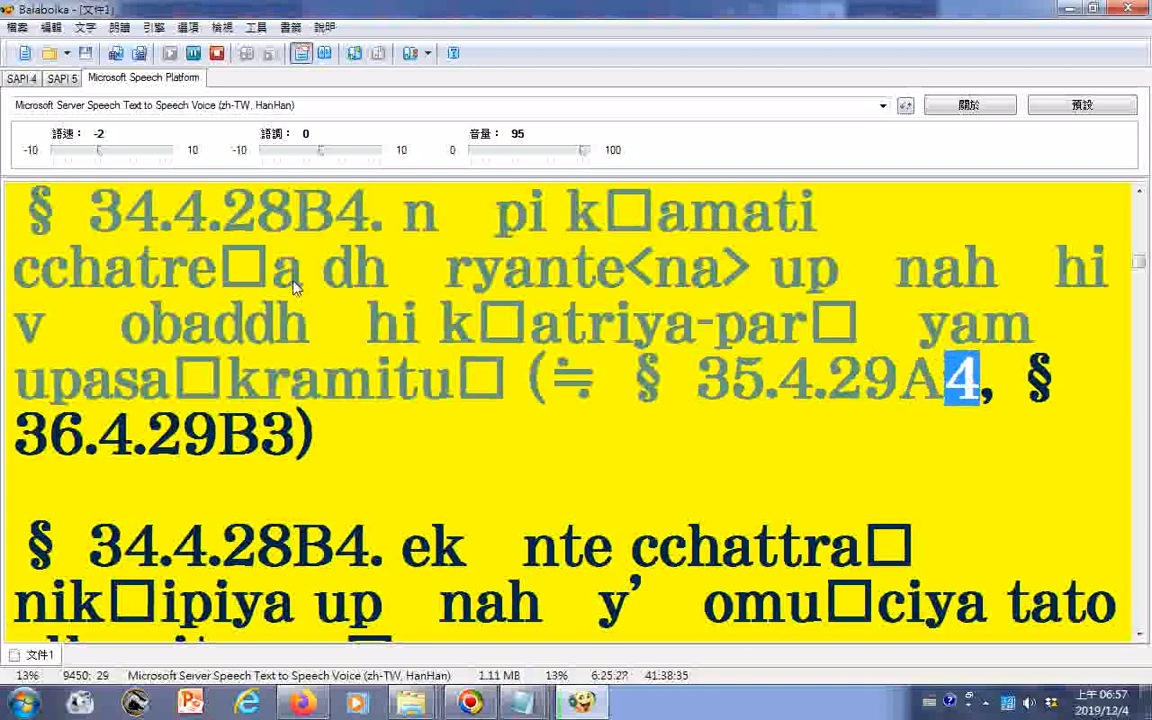 Balabolka - [文件1]
檔案 編輯 文字 朗讀 引擎 選項 檢視 工具 書籤 說明
SAPI 4 SAPI 5 Microsoft Speech Platform
Microsoft Server Speech Text to Speech Voice (zh-TW, HanHan) 關於 預設
語速： -2 語調： 0 音量： 95
-10 10 -10 10 0 100
§ 34.4.28B4. n pi k□amati
cchatre□a dh ryante<na> up nah hi
v obaddh hi k□atriya-par□ yam
upasa□kramitu□ (≒ § 35.4.29A4, §
36.4.29B3)
§ 34.4.28B4. ek nte cchattra□
nik□ipiya up nah y’ omu□ciya tato
文件1
13% 9450: 29 Microsoft Server Speech Text to Speech Voice (zh-TW, HanHan) 1.11 MB 13% 6:25:2? 41:38:35
上午 06:57
2019/12/4